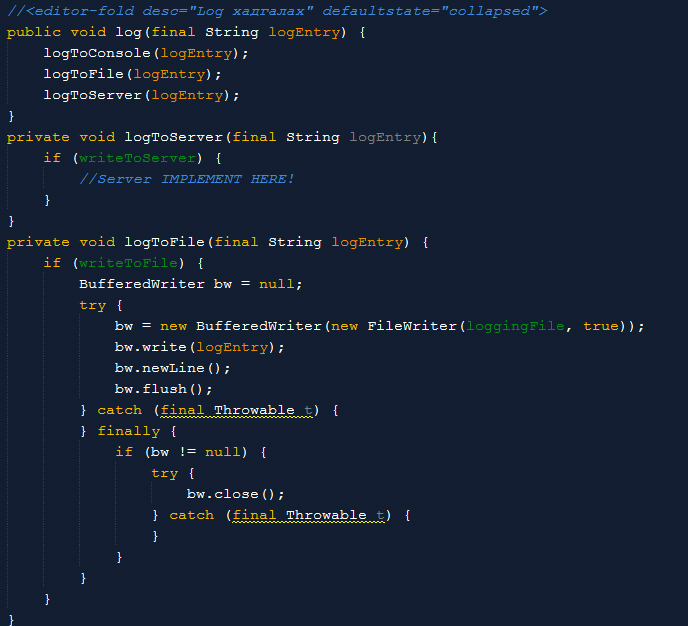 //<editor-fold desc="Log хадгалах" defaultstate="collapsed">
public void log(final String logEntry) {
    logToConsole(logEntry);
    logToFile(logEntry);
    logToServer(logEntry);
}
private void logToServer(final String logEntry){
    if (writeToServer) {
        //Server IMPLEMENT HERE!
    }
}
private void logToFile(final String logEntry) {
    if (writeToFile) {
        BufferedWriter bw = null;
        try {
            bw = new BufferedWriter(new FileWriter(loggingFile, true));
            bw.write(logEntry);
            bw.newLine();
            bw.flush();
        } catch (final Throwable t) {
        } finally {
            if (bw != null) {
                try {
                    bw.close();
                } catch (final Throwable t) {
                }
            }
        }
    }
}